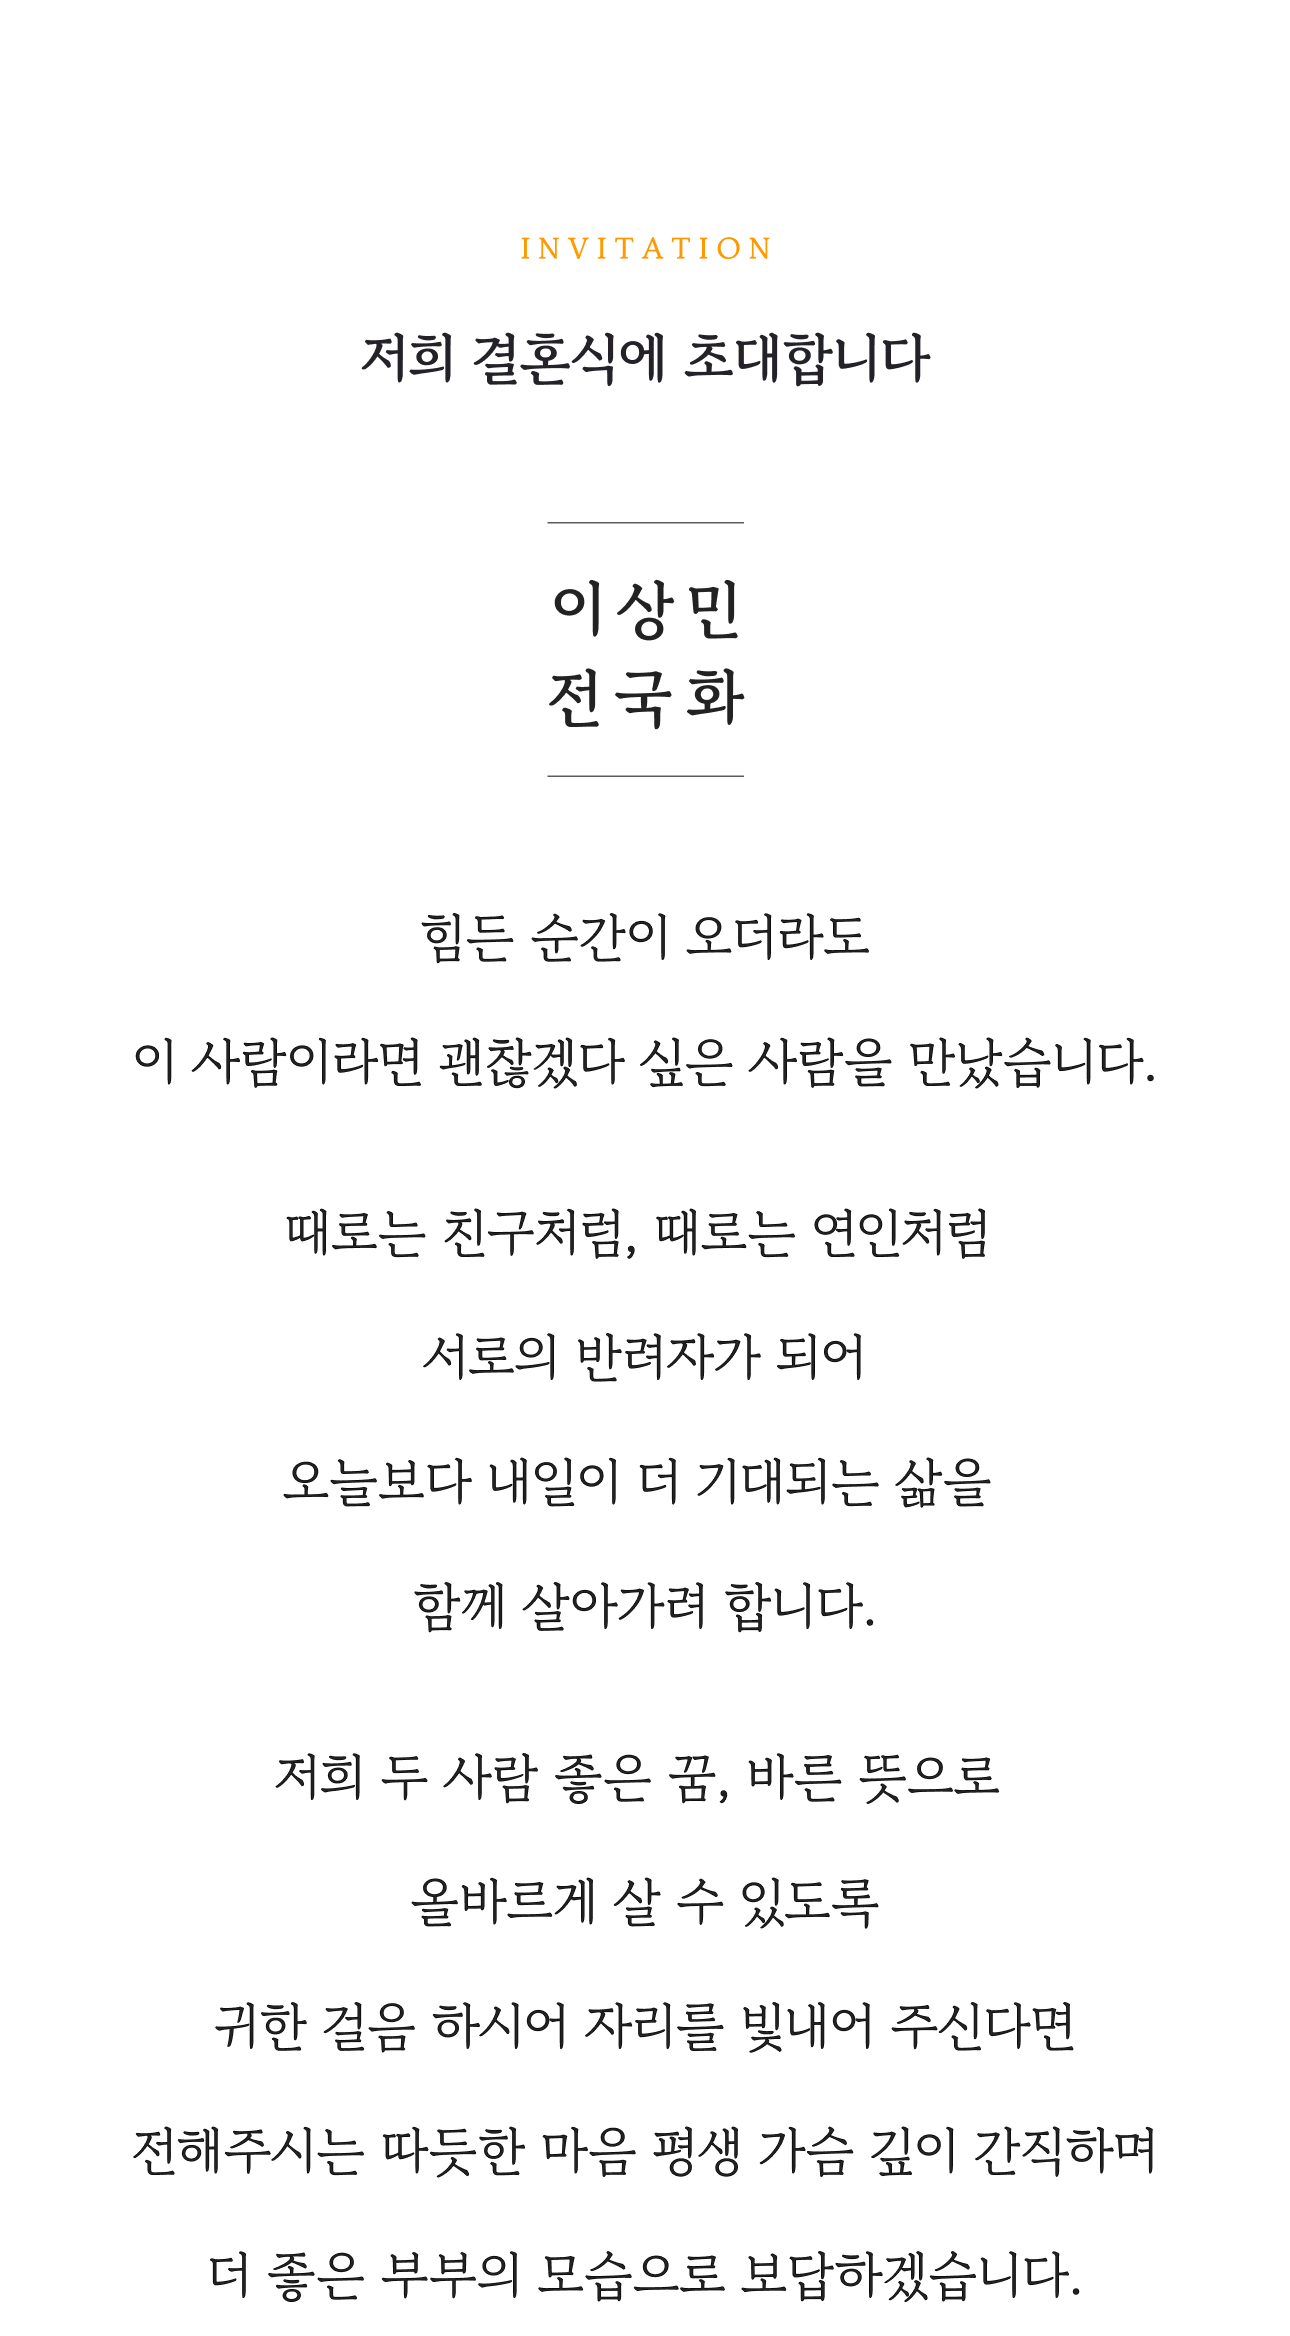 INVITATION
저희 결혼식에 초대합니다
이상민
전국화
힘든 순간이 오더라도
이 사람이라면 괜찮겠다 싶은 사람을 만났습니다.
때로는 친구처럼, 때로는 연인처럼
서로의 반려자가 되어
오늘보다 내일이 더 기대되는 삶을
함께 살아가려 합니다.
저희 두 사람 좋은 꿈, 바른 뜻으로
올바르게 살 수 있도록
귀한 걸음 하시어 자리를 빛내어 주신다면
전해주시는 따듯한 마음 평생 가슴 깊이 간직하며
더 좋은 부부의 모습으로 보답하겠습니다.